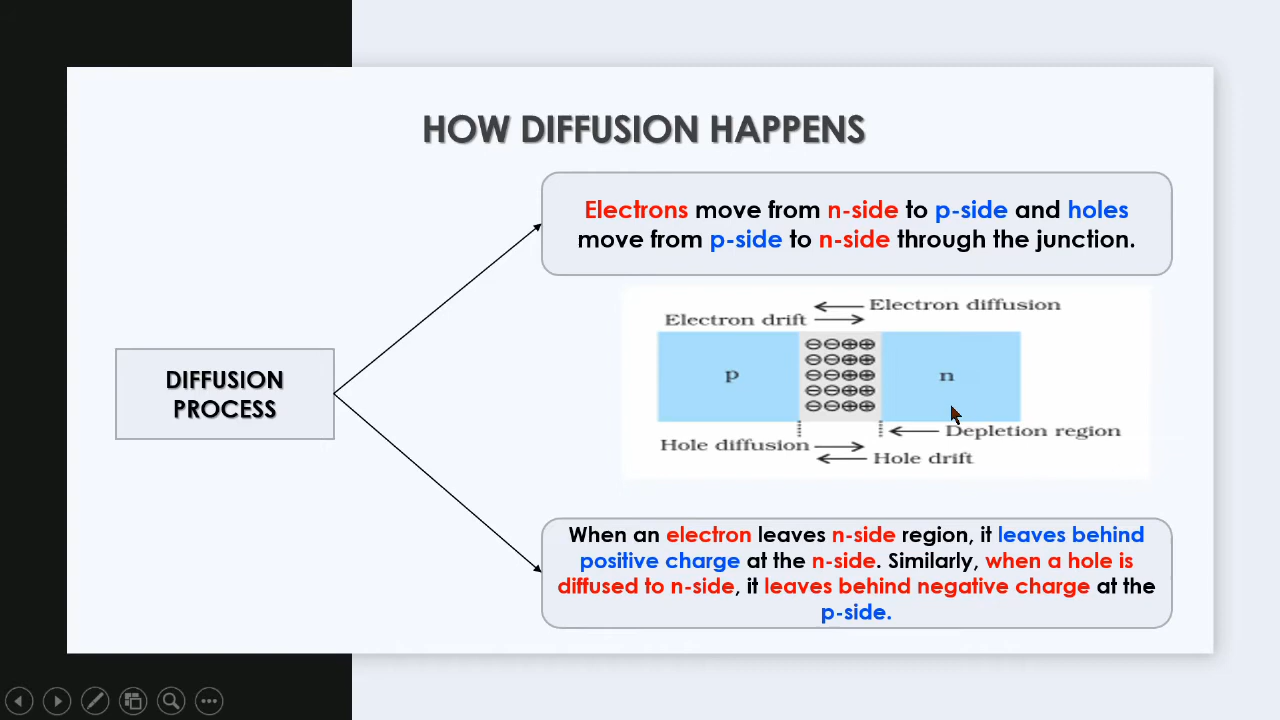 HOW DIFFUSION HAPPENS
Electrons move from n-side to p-side and holes
move from p-side to n-side through the junction.
Electron diffusion
Electron drift
p
n
Depletion region
Hole diffusion
Hole drift
DIFFUSION
PROCESS
When an electron leaves n-side region, it leaves behind
positive charge at the n-side. Similarly, when a hole is
diffused to n-side, it leaves behind negative charge at the
p-side.